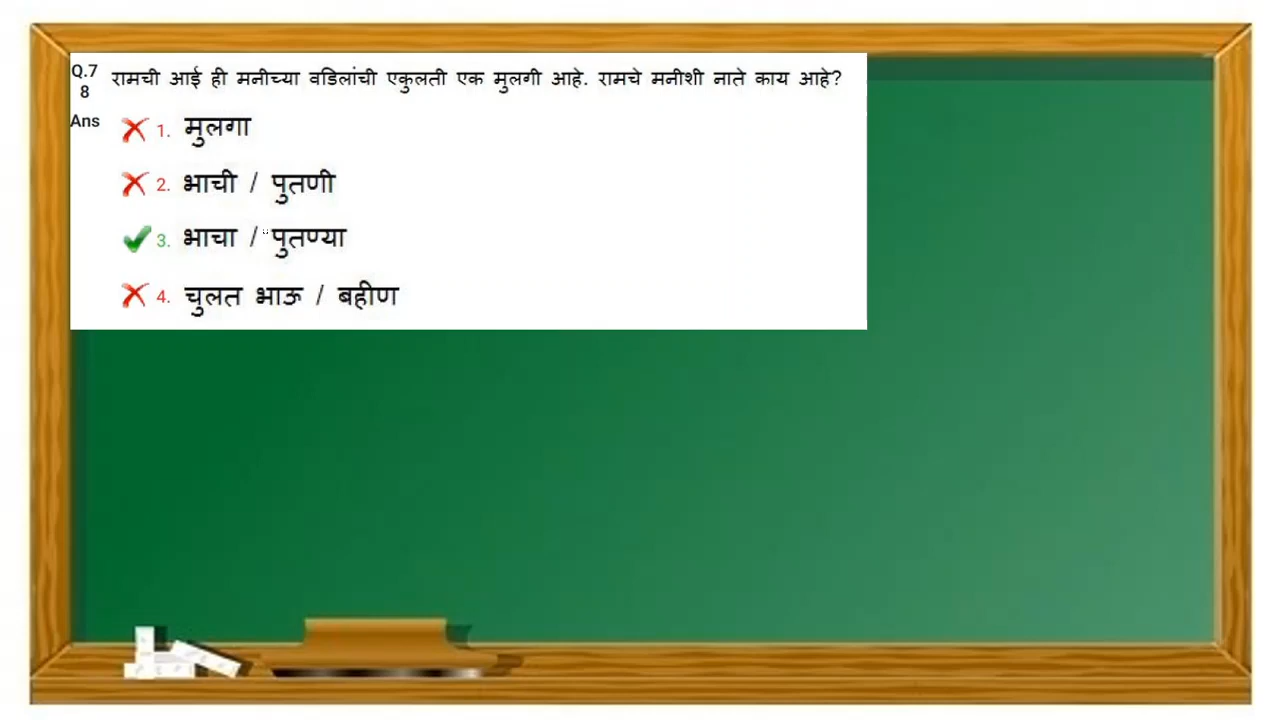 Q.7 रामची आई ही मनीच्या वडिलांची एकुलती एक मुलगी आहे. रामचे मनीशी नाते काय आहे?
8
Ans 1. मुलगा
2. भाची / पुतणी
3. भाचा / पुतण्या
4. चुलत भाऊ / बहीण